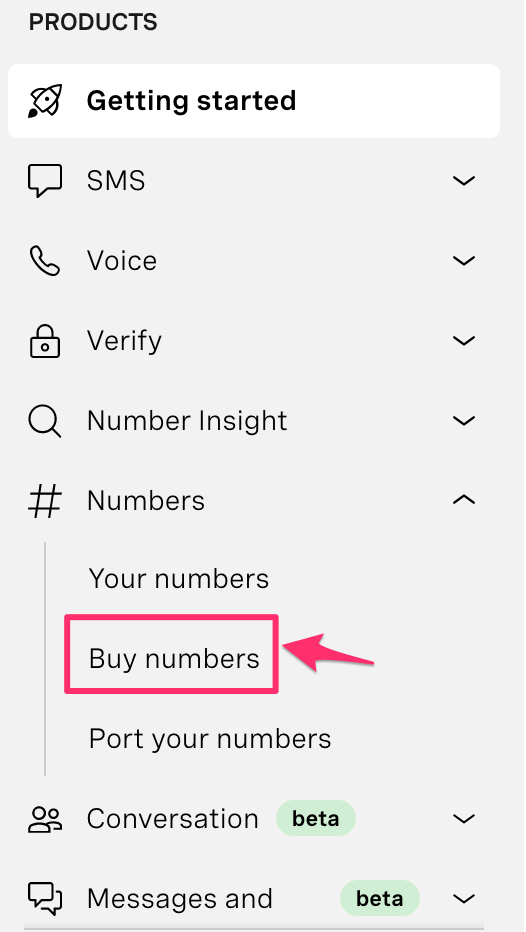 PRODUCTS
Getting started
SMS
Voice
Verify
Number Insight
Numbers
Your numbers
Buy numbers
Port your numbers
Conversation beta
Messages and beta